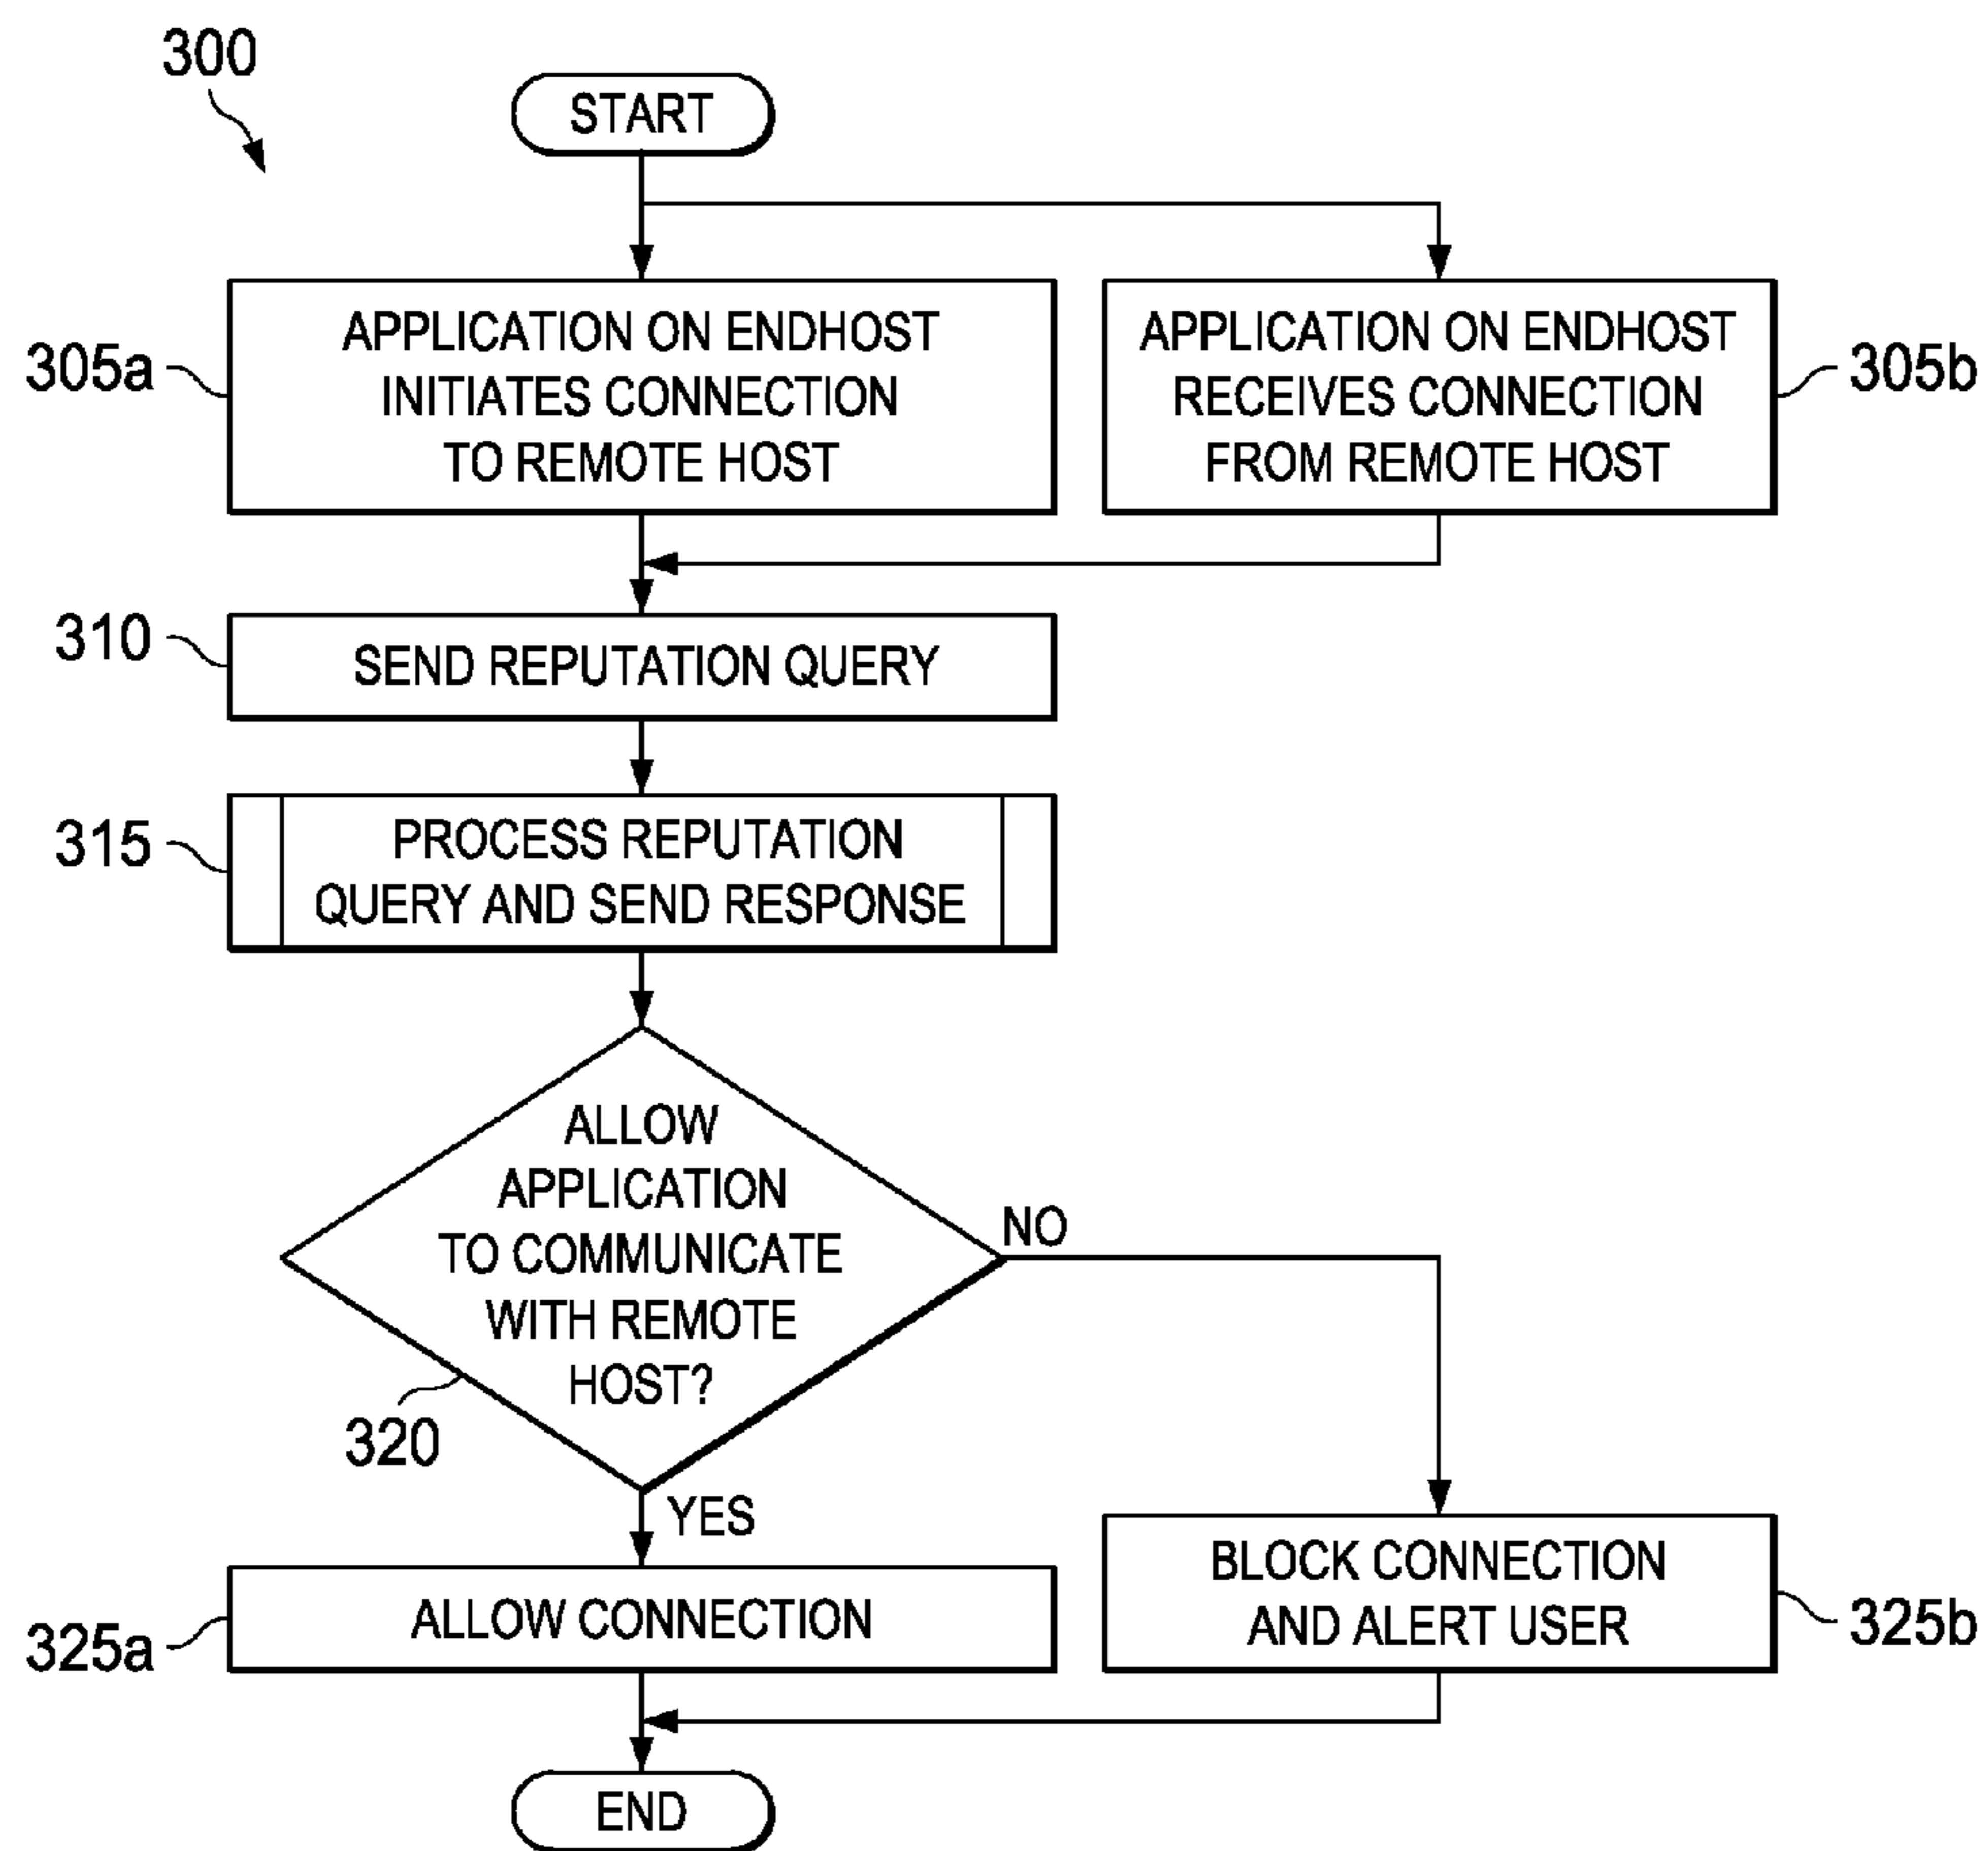 300
START
APPLICATION ON ENDHOST
INITIATES CONNECTION
TO REMOTE HOST
305a
APPLICATION ON ENDHOST
RECEIVES CONNECTION
FROM REMOTE HOST
305b
310
SEND REPUTATION QUERY
315
PROCESS REPUTATION
QUERY AND SEND RESPONSE
ALLOW
APPLICATION
TO COMMUNICATE
WITH REMOTE
HOST?
320
NO
YES
325a
ALLOW CONNECTION
BLOCK CONNECTION
AND ALERT USER
325b
END